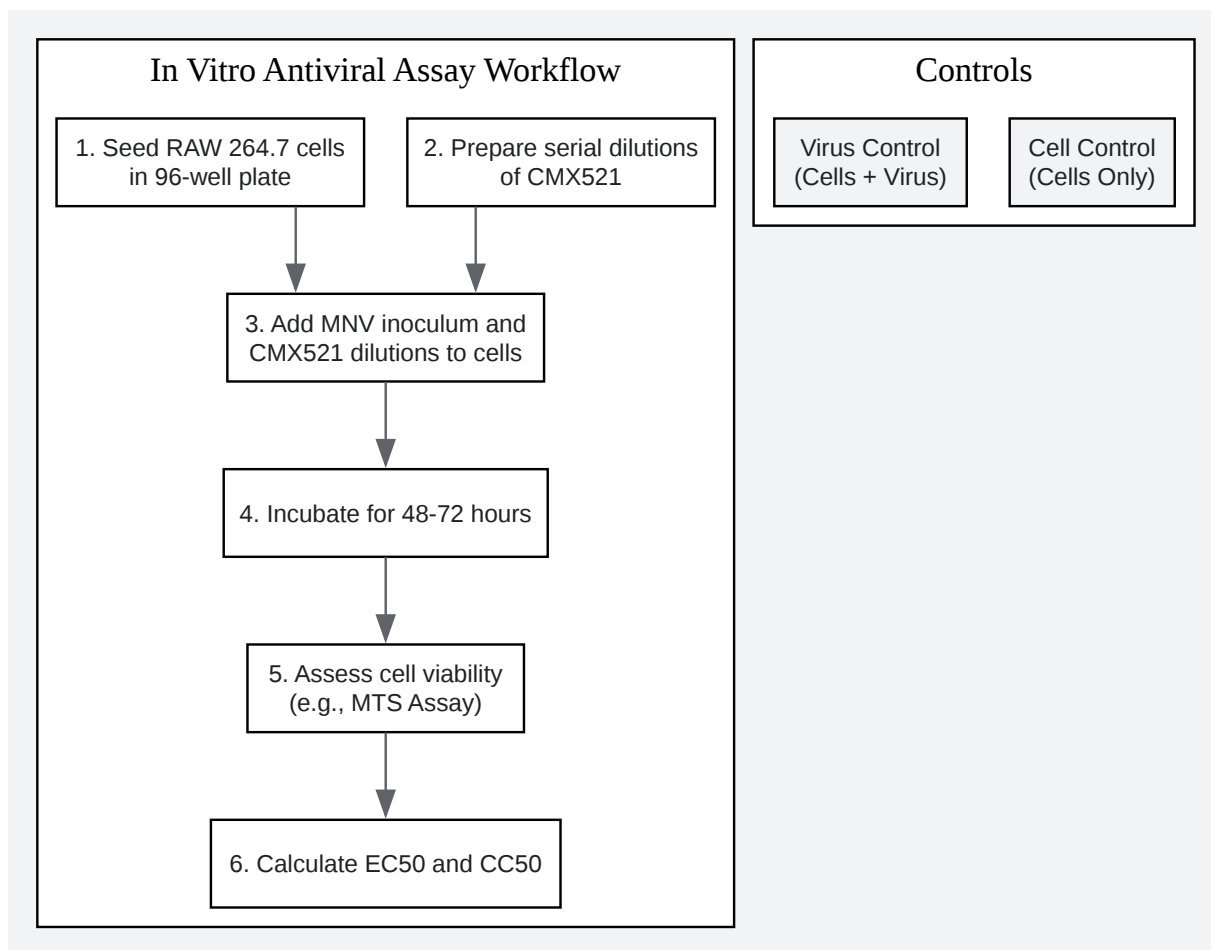 In Vitro Antiviral Assay Workflow
1. Seed RAW 264.7 cells
in 96-well plate
2. Prepare serial dilutions
of CMX521
3. Add MNV inoculum and
CMX521 dilutions to cells
4. Incubate for 48-72 hours
5. Assess cell viability
(e.g., MTS Assay)
6. Calculate EC50 and CC50
Controls
Virus Control
(Cells + Virus)
Cell Control
(Cells Only)